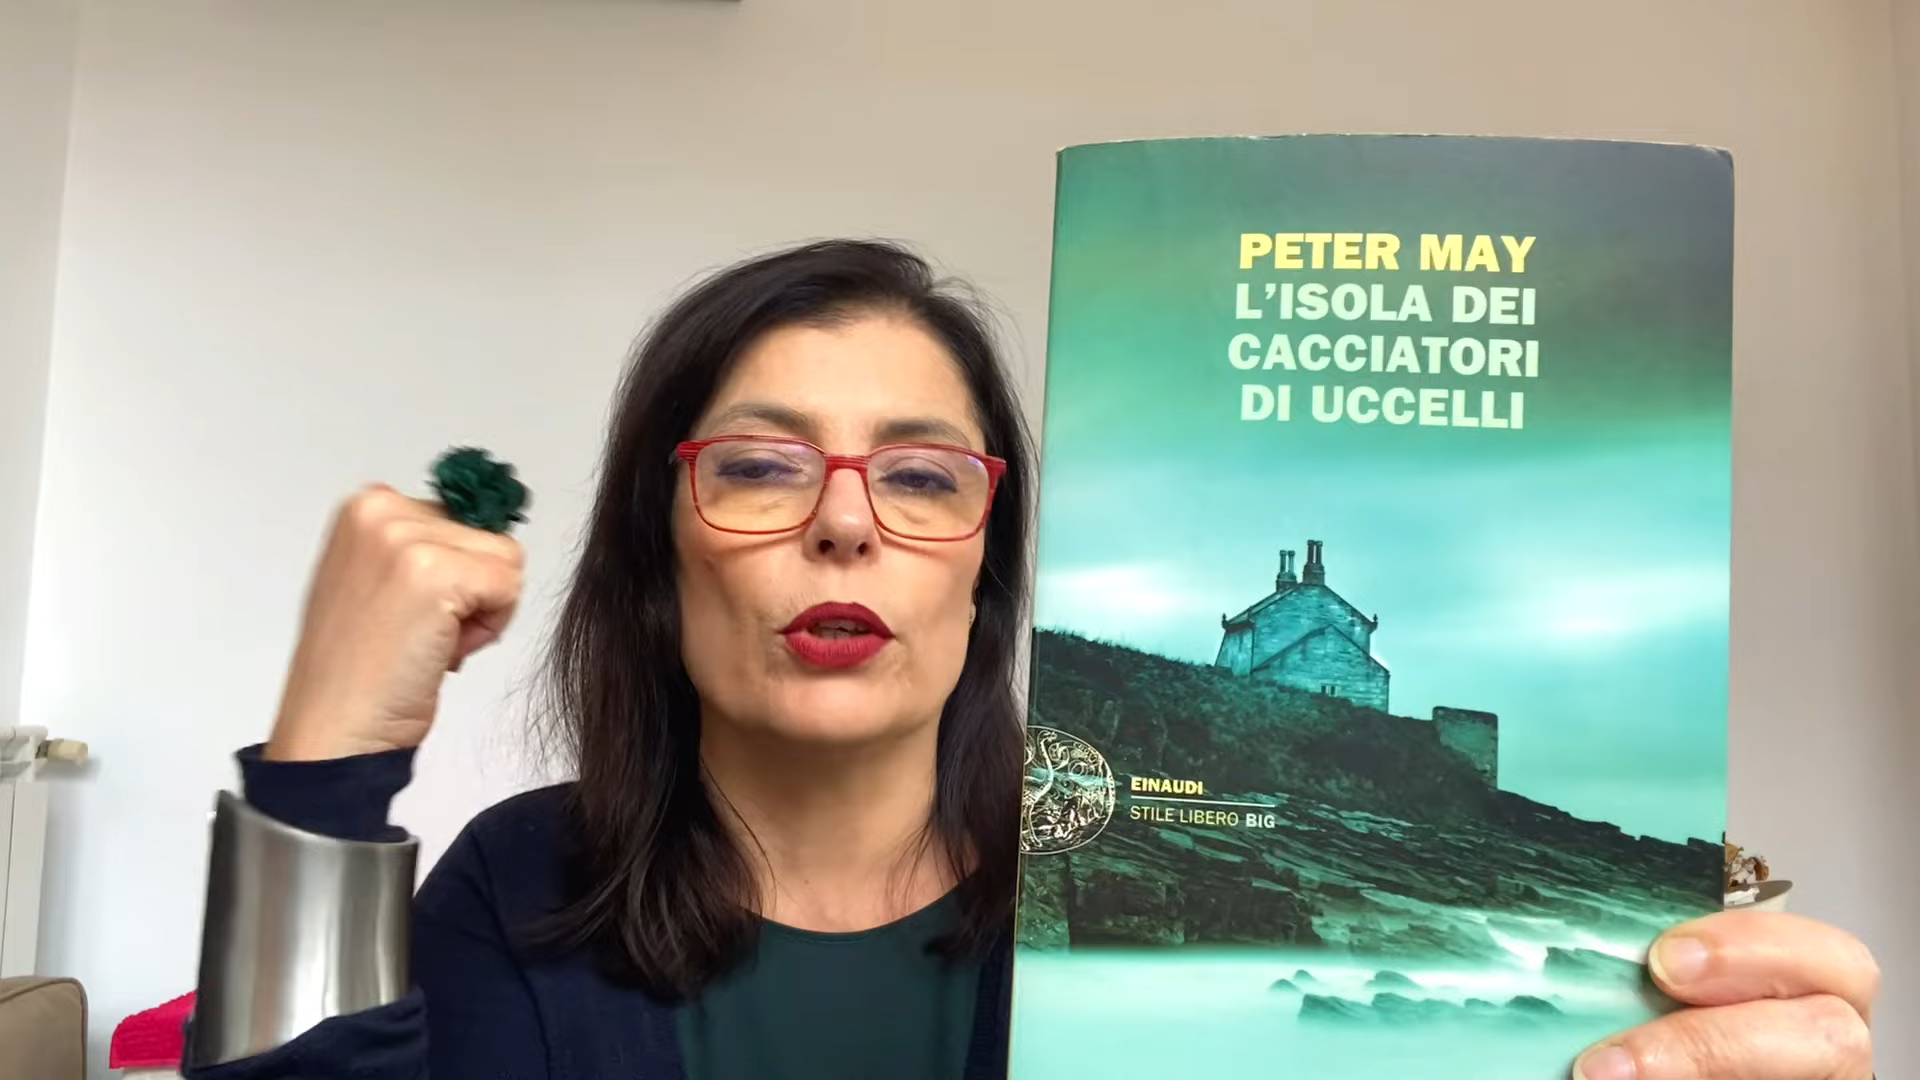 PETER MAY
L'ISOLA DEI
CACCIATORI
DI UCCELLI
EINAUDI
STILE LIBERO BIG